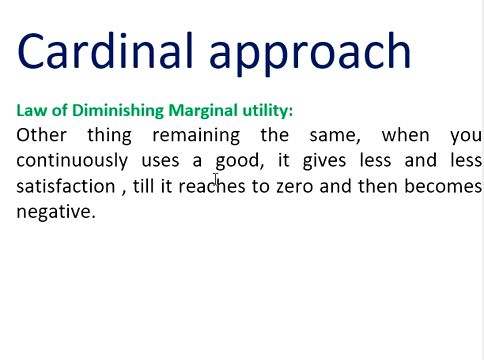 Cardinal approach
Law of Diminishing Marginal utility:
Other thing remaining the same, when you
continuously uses a good, it gives less and less
satisfaction , till it reaches to zero and then becomes
negative.